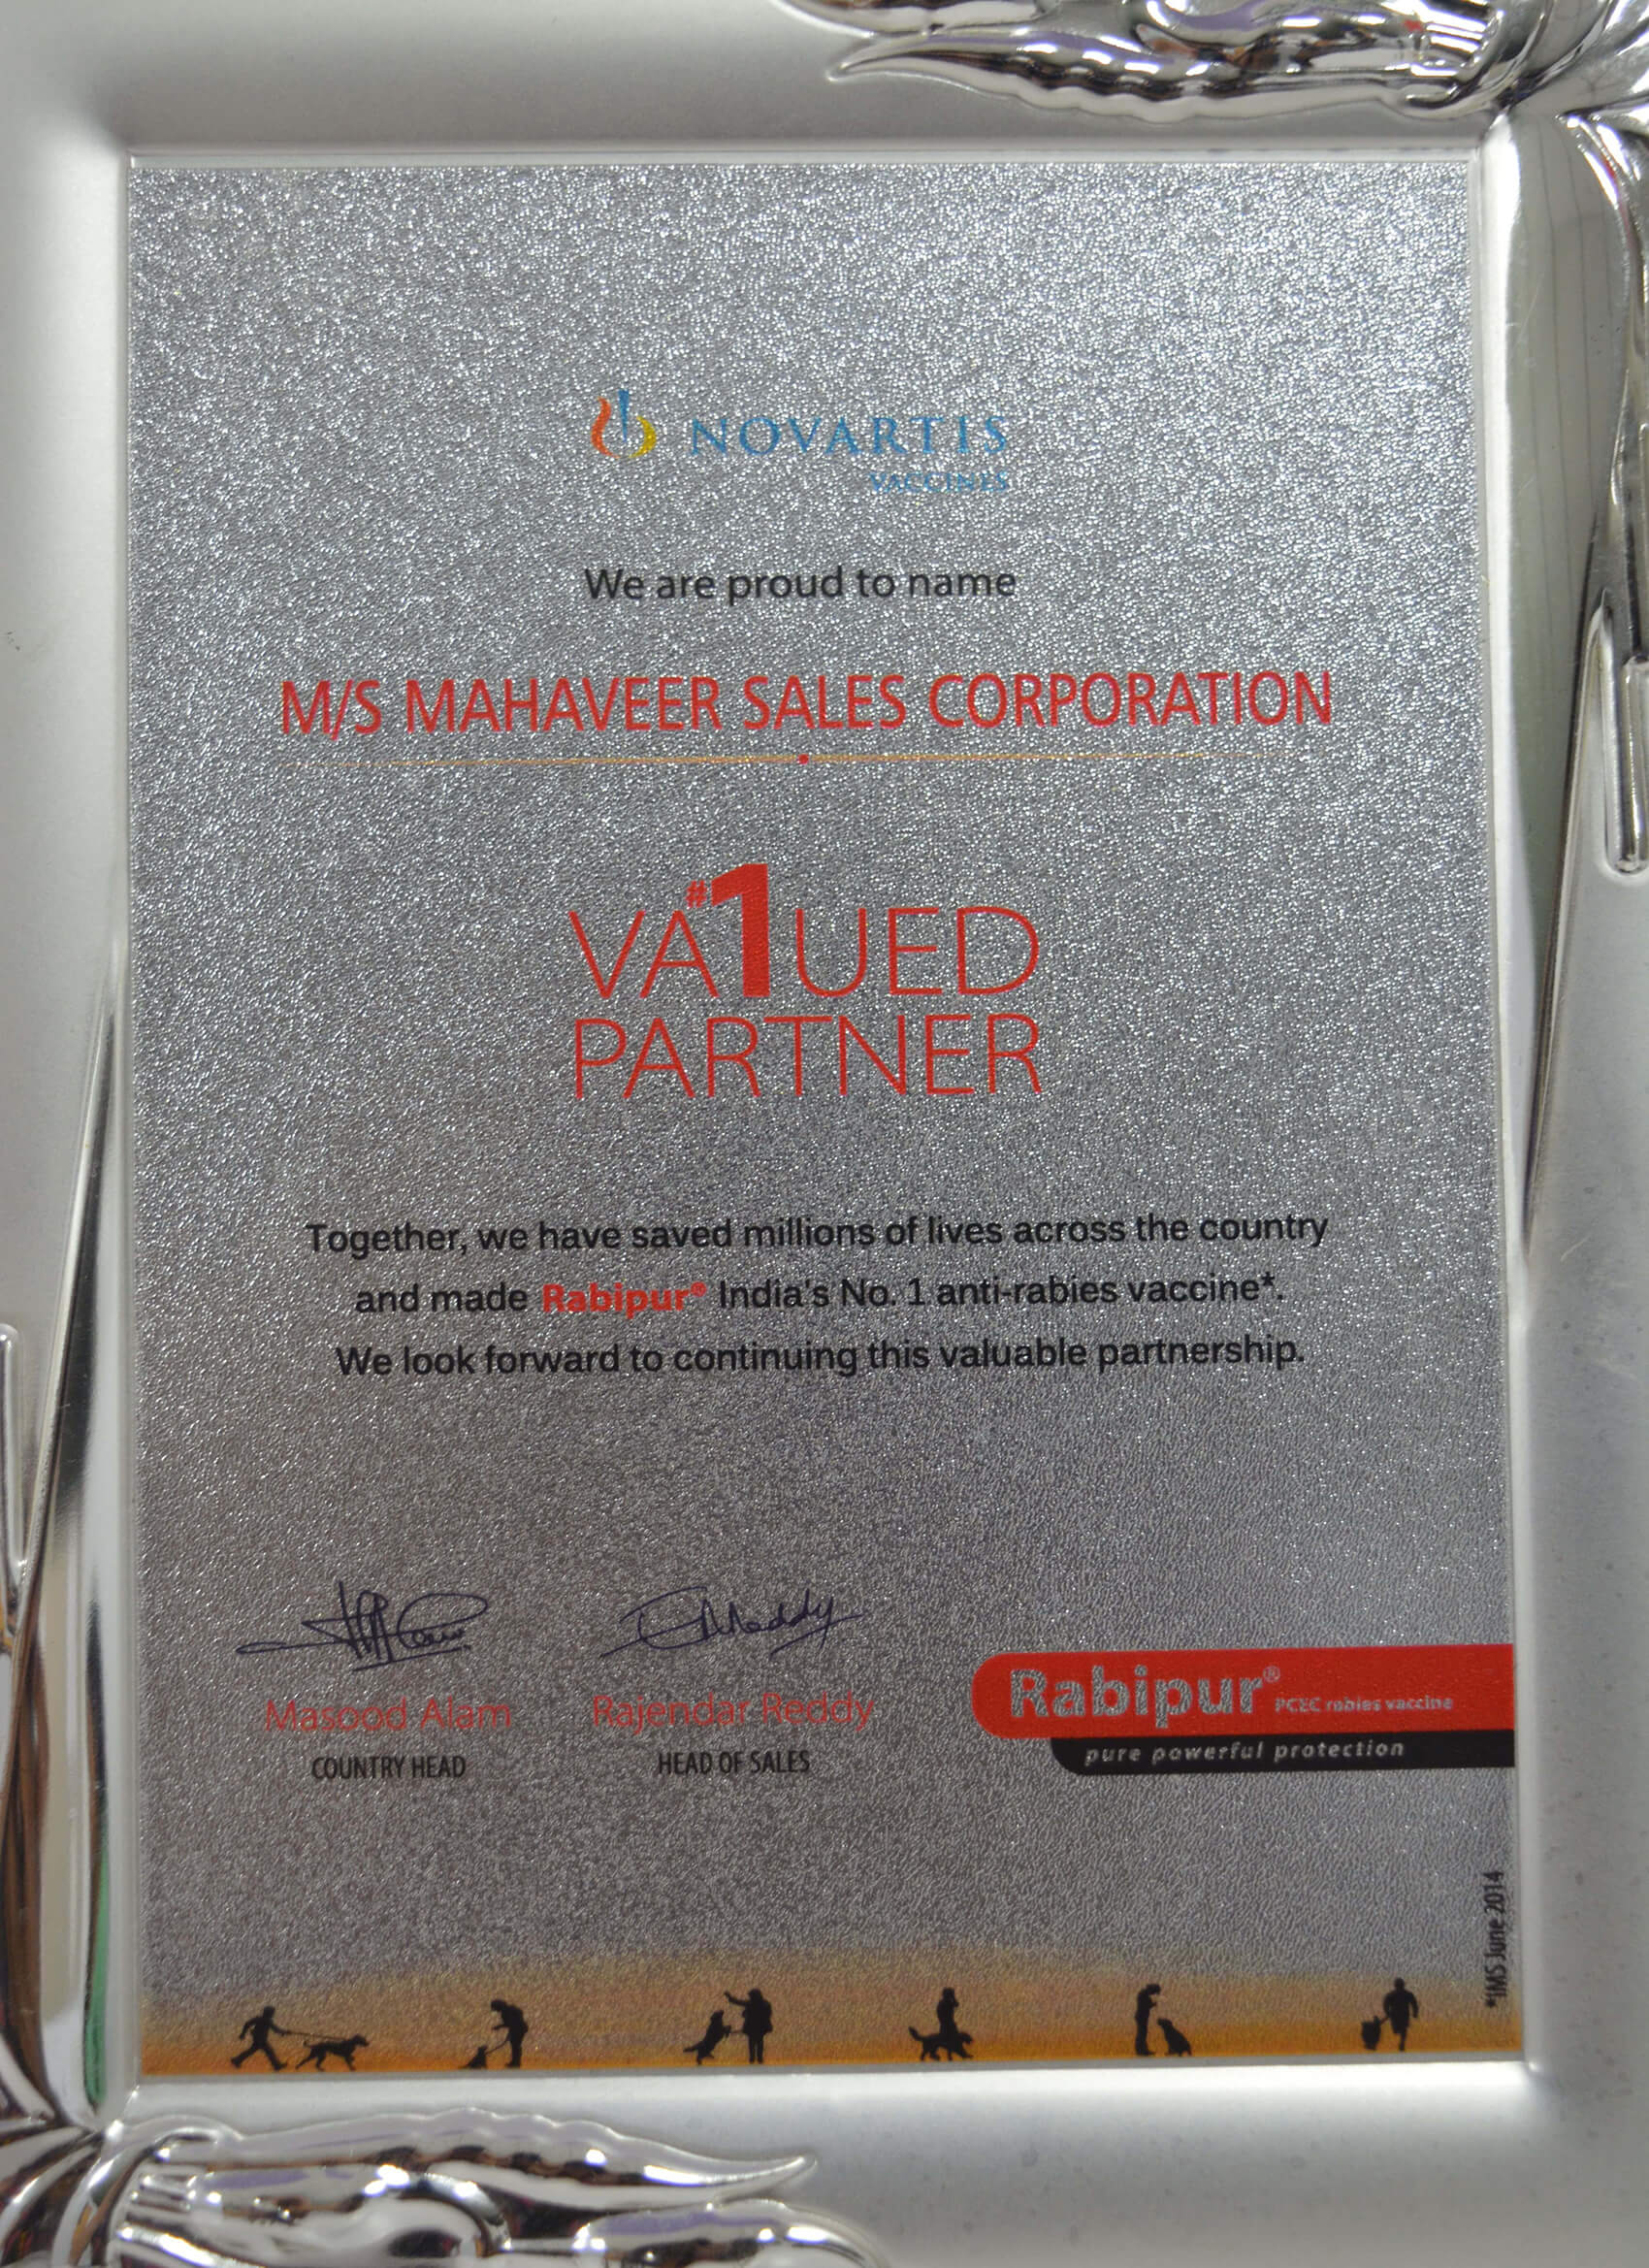 NOVARTIS
VACCINES
We are proud to name
M/S MAHAVEER SALES CORPORATION
VA#1UED
PARTNER
Together, we have saved millions of lives across the country
and made Rabipur® India's No. 1 anti-rabies vaccine*.
We look forward to continuing this valuable partnership.
Masood Alam
COUNTRY HEAD
Rajendar Reddy
HEAD OF SALES
Rabipur® PCEC rabies vaccine
pure powerful protection
*IMS June 2014